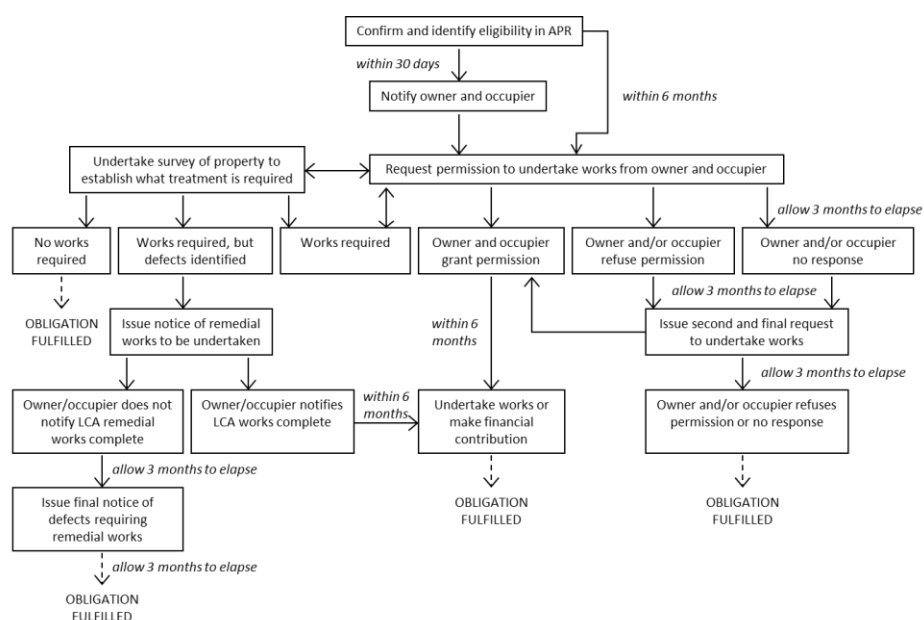 Confirm and identify eligibility in APR
within 30 days
Notify owner and occupier
within 6 months
Undertake survey of property to
establish what treatment is required
Request permission to undertake works from owner and occupier
allow 3 months to elapse
No works
required
Works required, but
defects identified
Works required
Owner and occupier
grant permission
Owner and/or occupier
refuse permission
Owner and/or occupier
no response
allow 3 months to elapse
OBLIGATION
FULFILLED
Issue notice of remedial
works to be undertaken
within 6
months
Issue second and final request
to undertake works
allow 3 months to elapse
Owner/occupier does not
notify LCA remedial
works complete
Owner/occupier notifies
LCA works complete
within 6
months
Undertake works or
make financial
contribution
Owner and/or occupier refuses
permission or no response
allow 3 months to elapse
Issue final notice of
defects requiring
remedial works
OBLIGATION
FULFILLED
OBLIGATION
FULFILLED
allow 3 months to elapse
OBLIGATION
FULFILLED